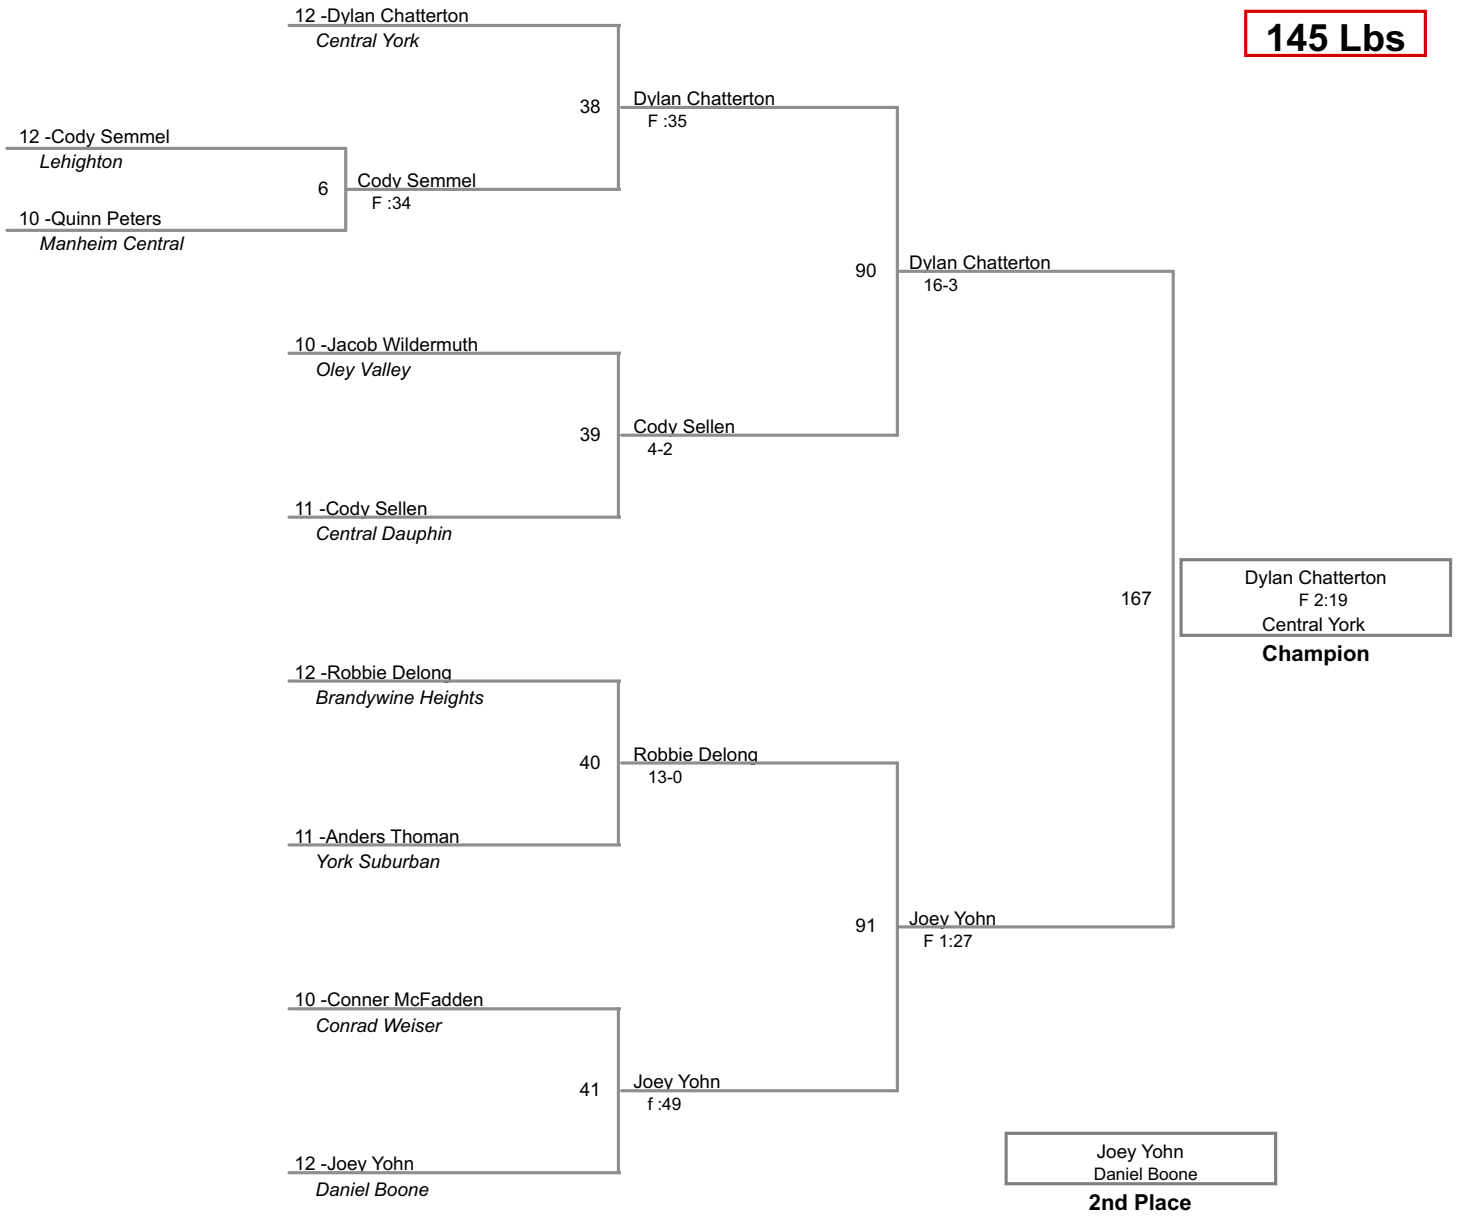 12 -Dylan Chatterton
Central York
145 Lbs
38
Dylan Chatterton
F :35
12 -Cody Semmel
Lehighton
6
Cody Semmel
F :34
10 -Quinn Peters
Manheim Central
90
Dylan Chatterton
16-3
10 -Jacob Wildermuth
Oley Valley
39
Cody Sellen
4-2
11 -Cody Sellen
Central Dauphin
167
Dylan Chatterton
F 2:19
Central York
Champion
12 -Robbie Delong
Brandywine Heights
40
Robbie Delong
13-0
11 -Anders Thoman
York Suburban
91
Joey Yohn
F 1:27
10 -Conner McFadden
Conrad Weiser
41
Joey Yohn
f :49
12 -Joey Yohn
Daniel Boone
Joey Yohn
Daniel Boone
2nd Place